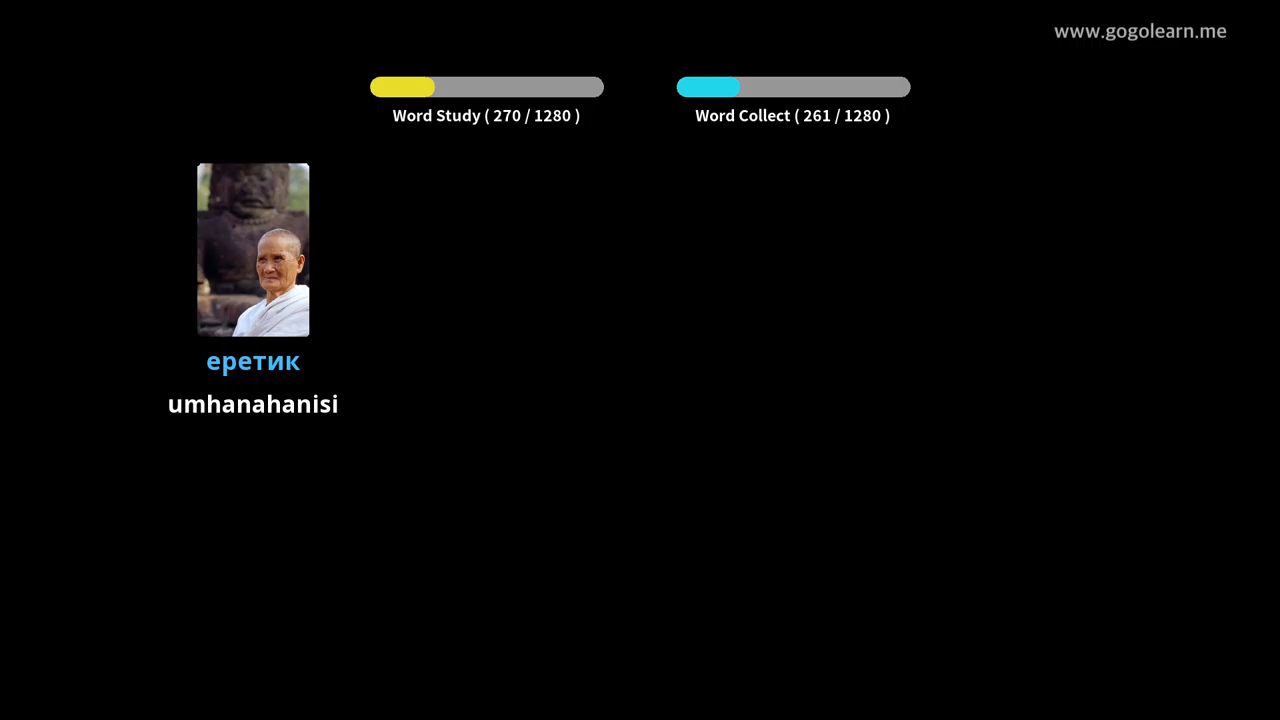 www.gogolearn.me
Word Study ( 270 / 1280 )
Word Collect ( 261 / 1280 )
еретик
umhanahanisi